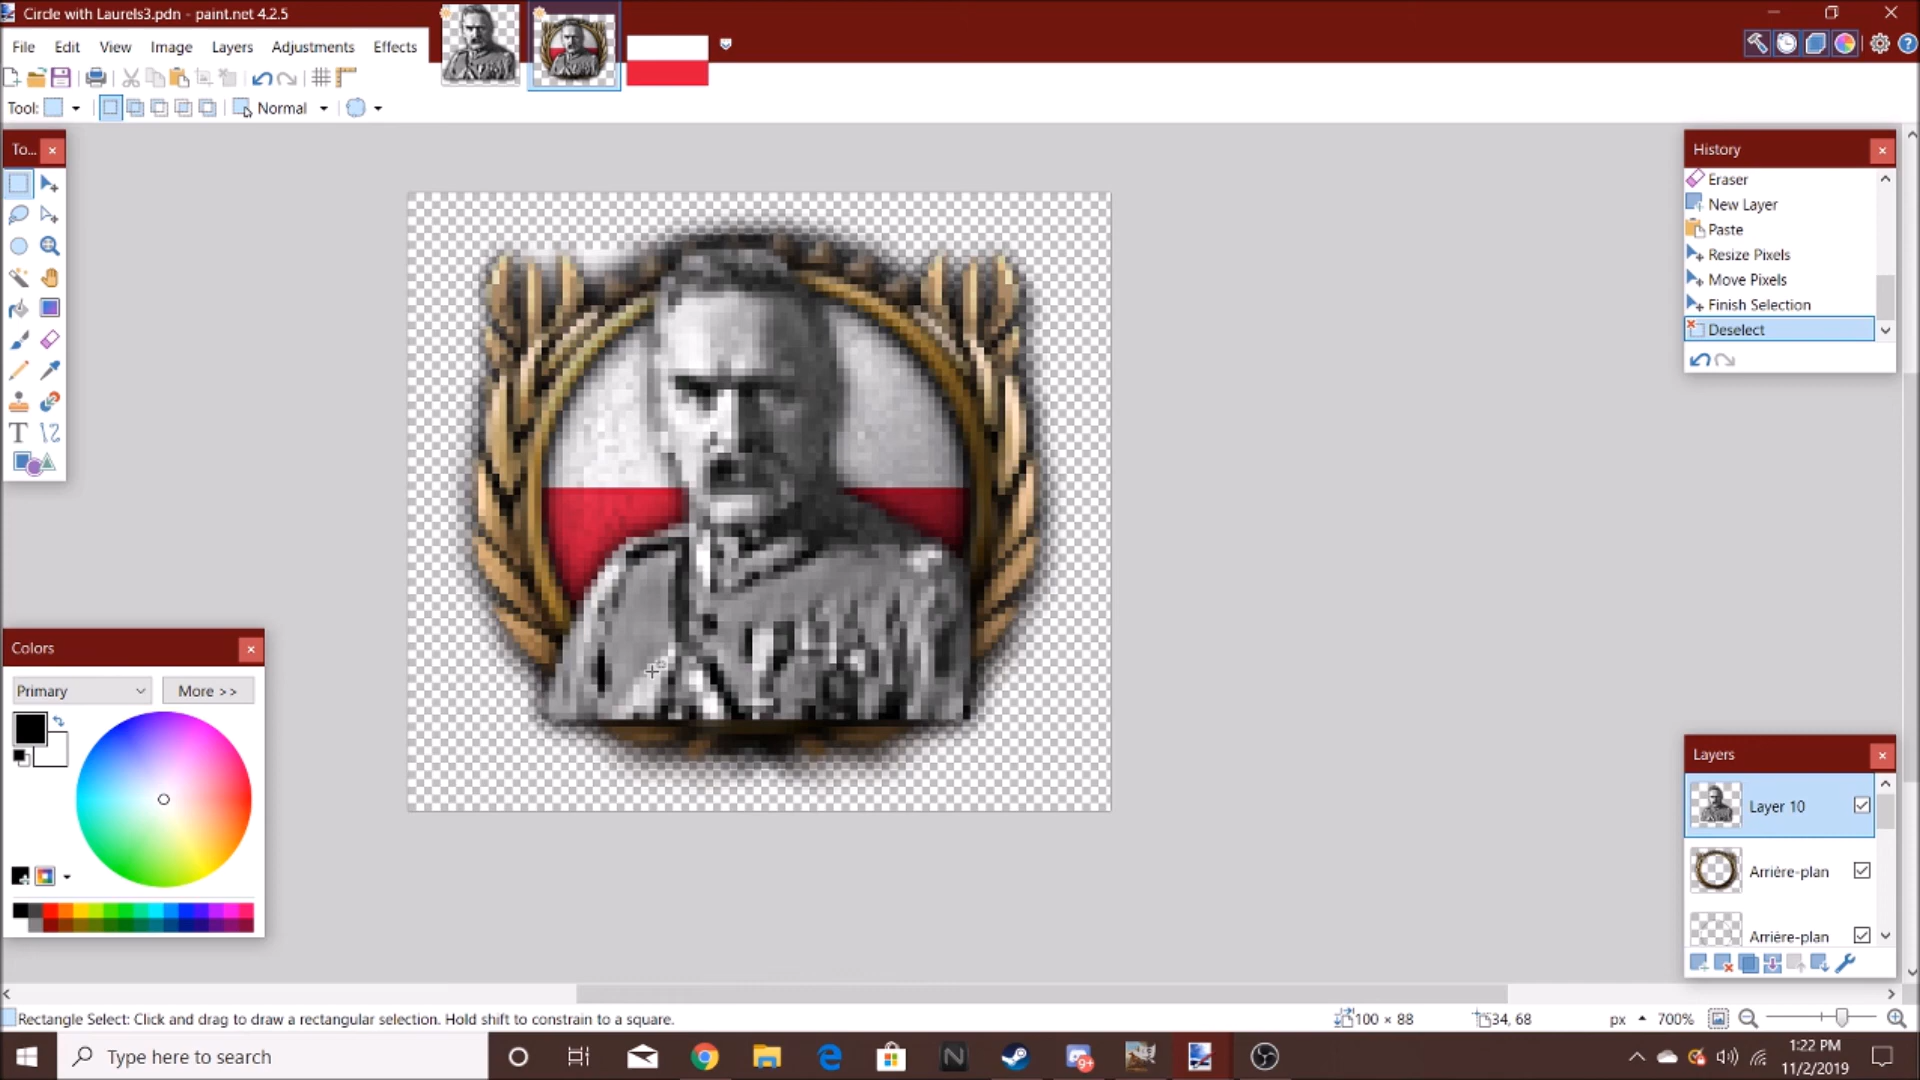 Circle with Laurels3.pdn - paint.net 4.2.5
File Edit View Image Layers Adjustments Effects
Tool: Normal
To...
History
Eraser
New Layer
Paste
Resize Pixels
Move Pixels
Finish Selection
Deselect
Colors
Primary More >>
Layers
Layer 10
Arrière-plan
Arrière-plan
Rectangle Select: Click and drag to draw a rectangular selection. Hold shift to constrain to a square. 100 × 88 34, 68 px 700%
Type here to search
9+
1:22 PM
11/2/2019